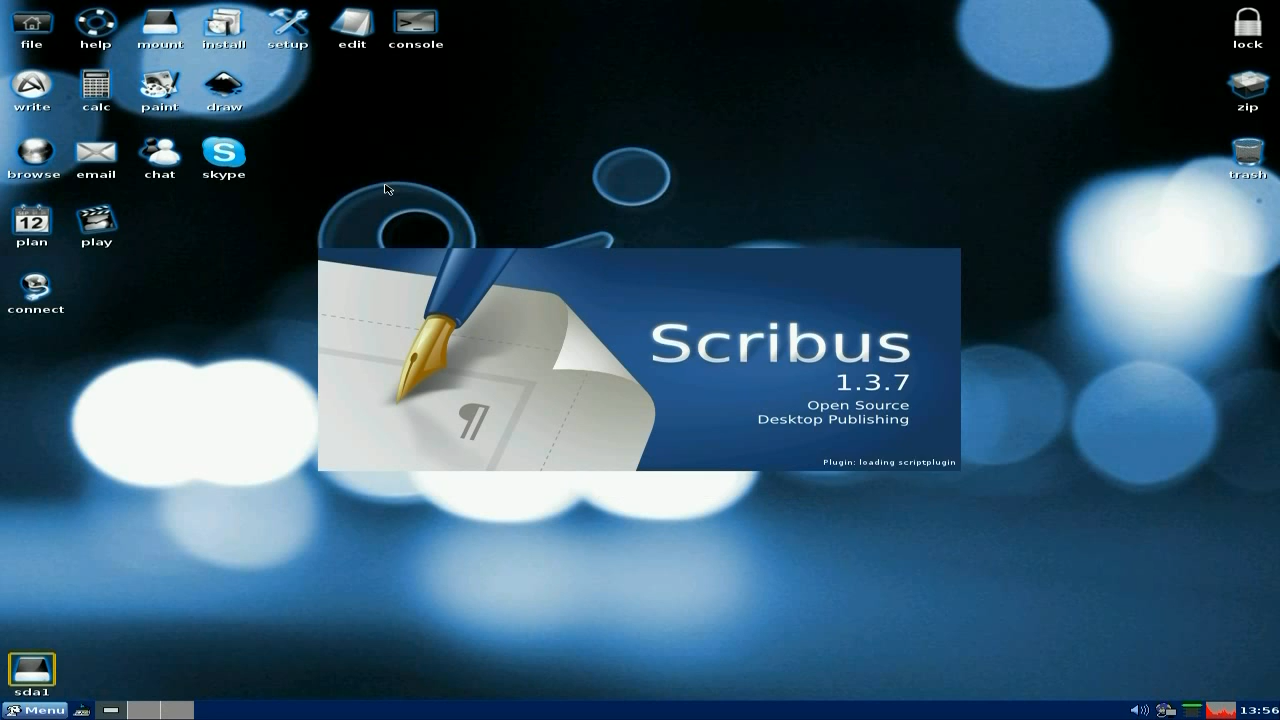 file help mount install setup edit console lock
write calc paint draw zip
browse email chat skype trash
12
plan play
connect
Scribus
1.3.7
Open Source
Desktop Publishing
Plugin: loading scriptplugin
sda1
Menu 13:56